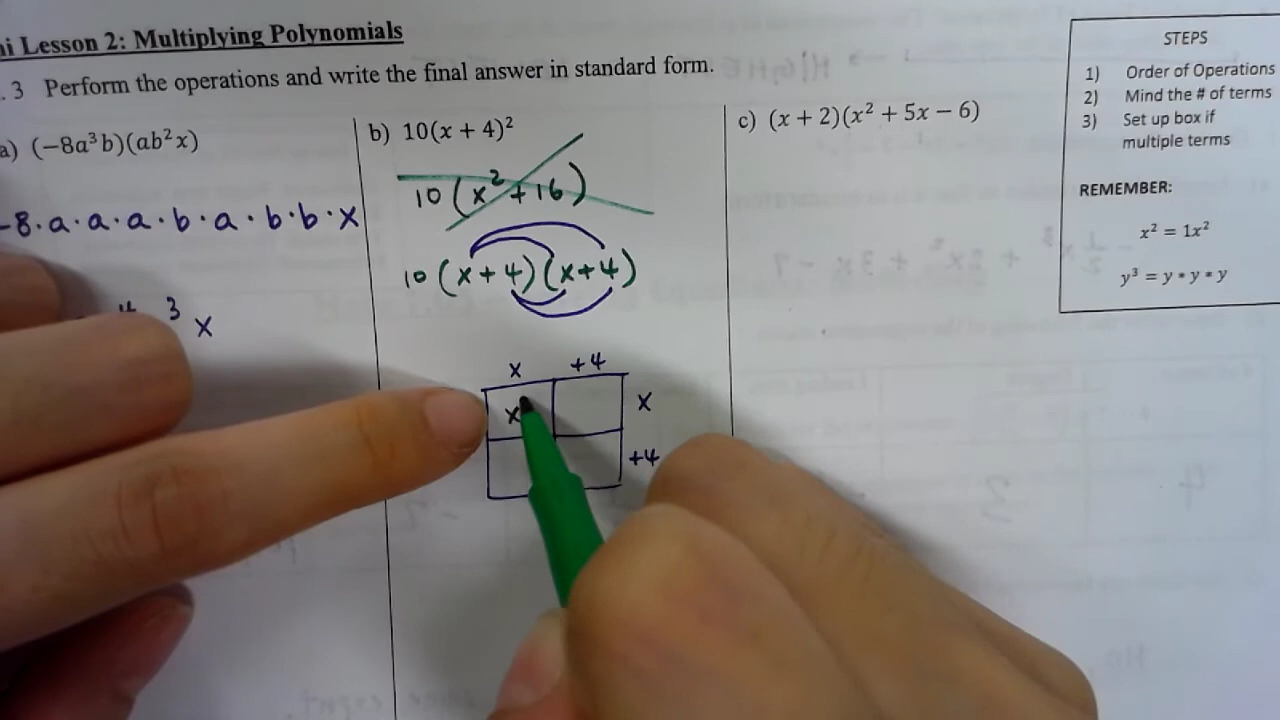 ni Lesson 2: Multiplying Polynomials
. 3 Perform the operations and write the final answer in standard form.
a) (−8a³b)(ab²x)
-8·a·a·a·b·a·b·b·x
3 x
b) 10(x + 4)²
10(x²+16)
10(x+4)(x+4)
x +4
x x
+4
c) (x + 2)(x² + 5x − 6)
STEPS
1) Order of Operations
2) Mind the # of terms
3) Set up box if
multiple terms
REMEMBER:
x² = 1x²
y³ = y * y * y